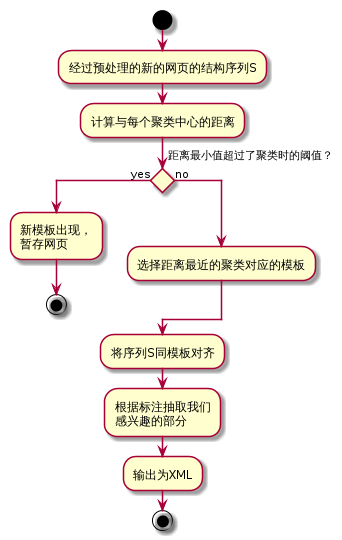 经过预处理的新的网页的结构序列S
计算与每个聚类中心的距离
距离最小值超过了聚类时的阈值？
yes
no
新模板出现，
暂存网页
选择距离最近的聚类对应的模板
将序列S同模板对齐
根据标注抽取我们
感兴趣的部分
输出为XML